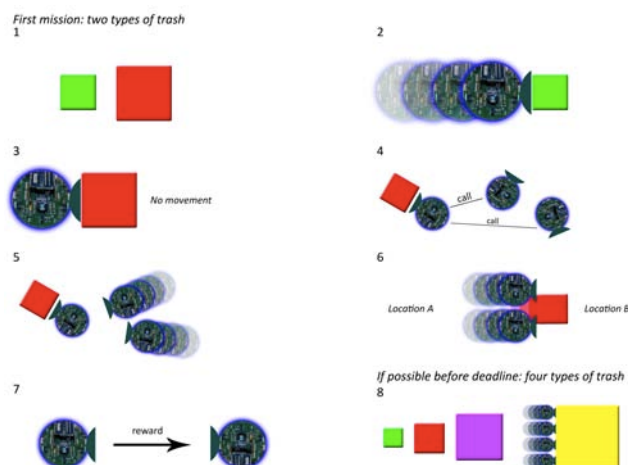 First mission: two types of trash
1
2
3
No movement
4
call
call
5
6
Location A
Location B
7
reward
If possible before deadline: four types of trash
8